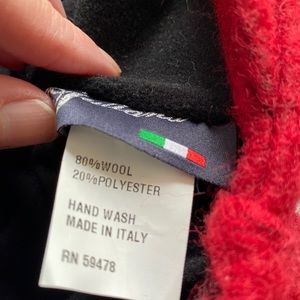 80%WOOL
20%POLYESTER
HAND WASH
MADE IN ITALY
RN 59478